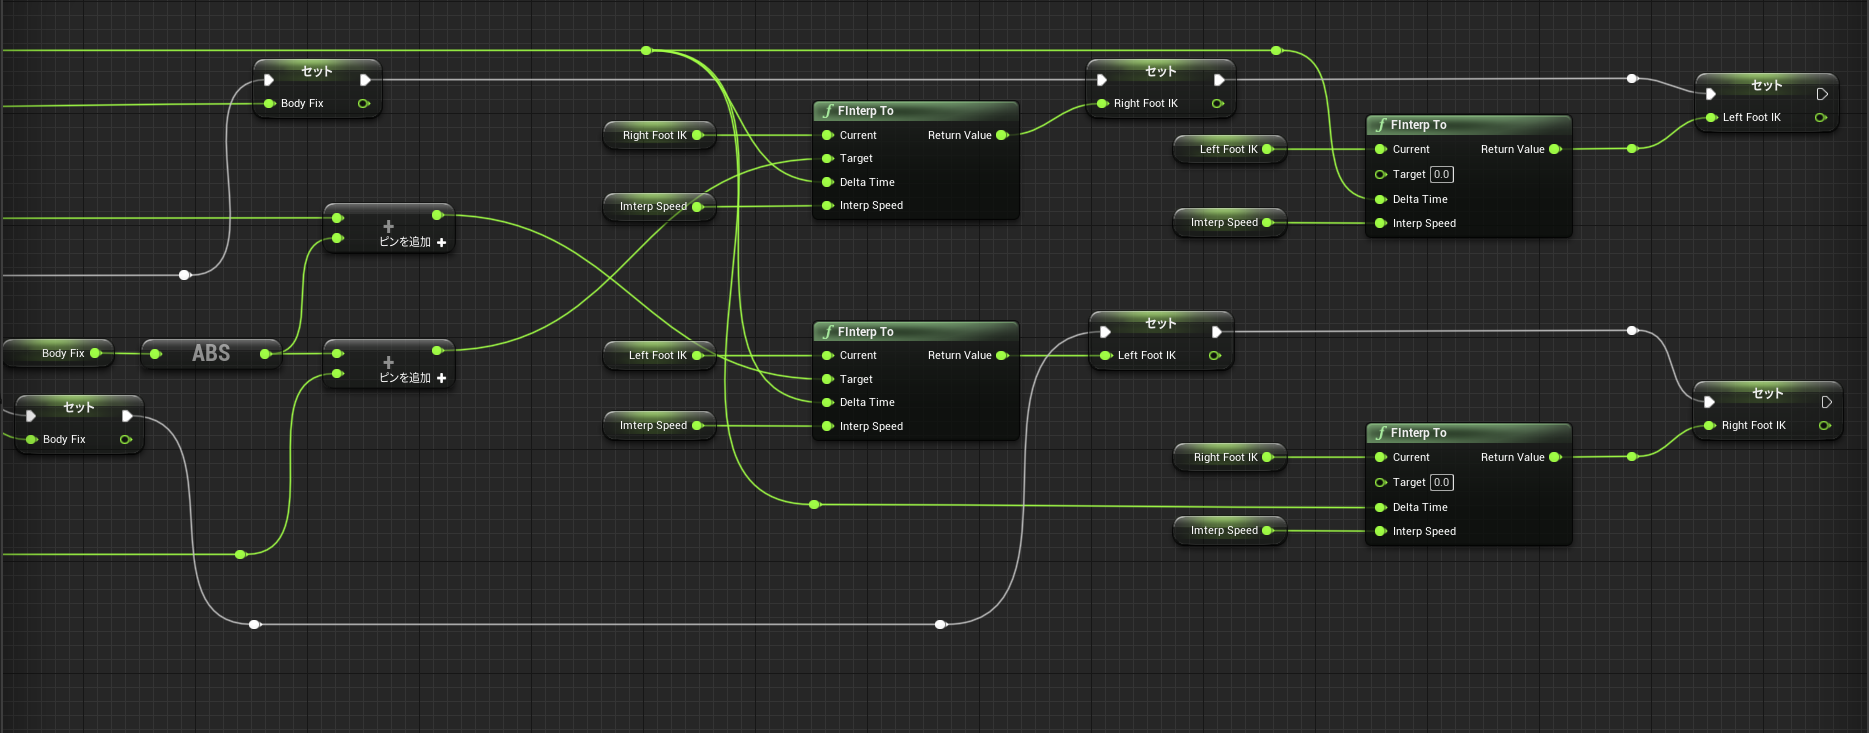 セット
Body Fix
ピンを追加
Body Fix
ABS
ピンを追加
セット
Body Fix
Right Foot IK
Imterp Speed
FInterp To
Current
Return Value
Target
Delta Time
Interp Speed
セット
Right Foot IK
Left Foot IK
Imterp Speed
FInterp To
Current
Return Value
Target 0.0
Delta Time
Interp Speed
セット
Left Foot IK
Left Foot IK
Imterp Speed
FInterp To
Current
Return Value
Target
Delta Time
Interp Speed
セット
Left Foot IK
Right Foot IK
Imterp Speed
FInterp To
Current
Return Value
Target 0.0
Delta Time
Interp Speed
セット
Right Foot IK